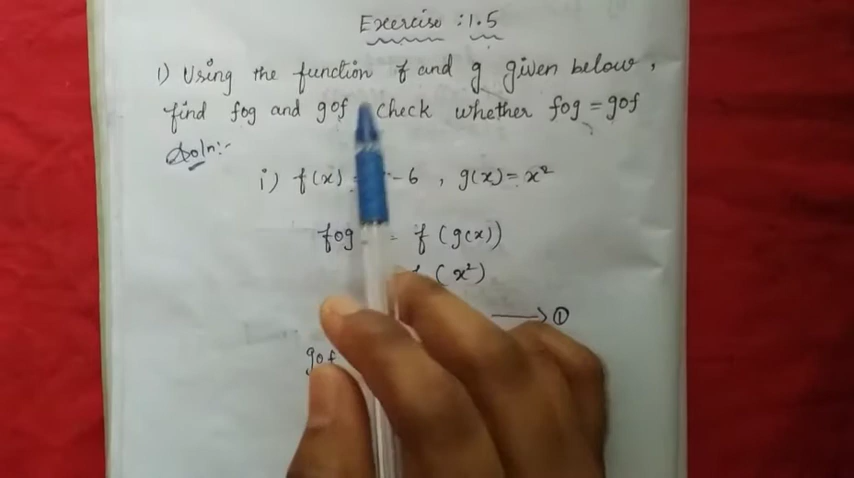 Exercise : 1.5
1) Using the function f and g given below,
find fog and gof check whether fog = gof
Soln:-
i) f(x) - 6 , g(x) = x²
fog = f (g(x))
(x²)
→ ①
gof